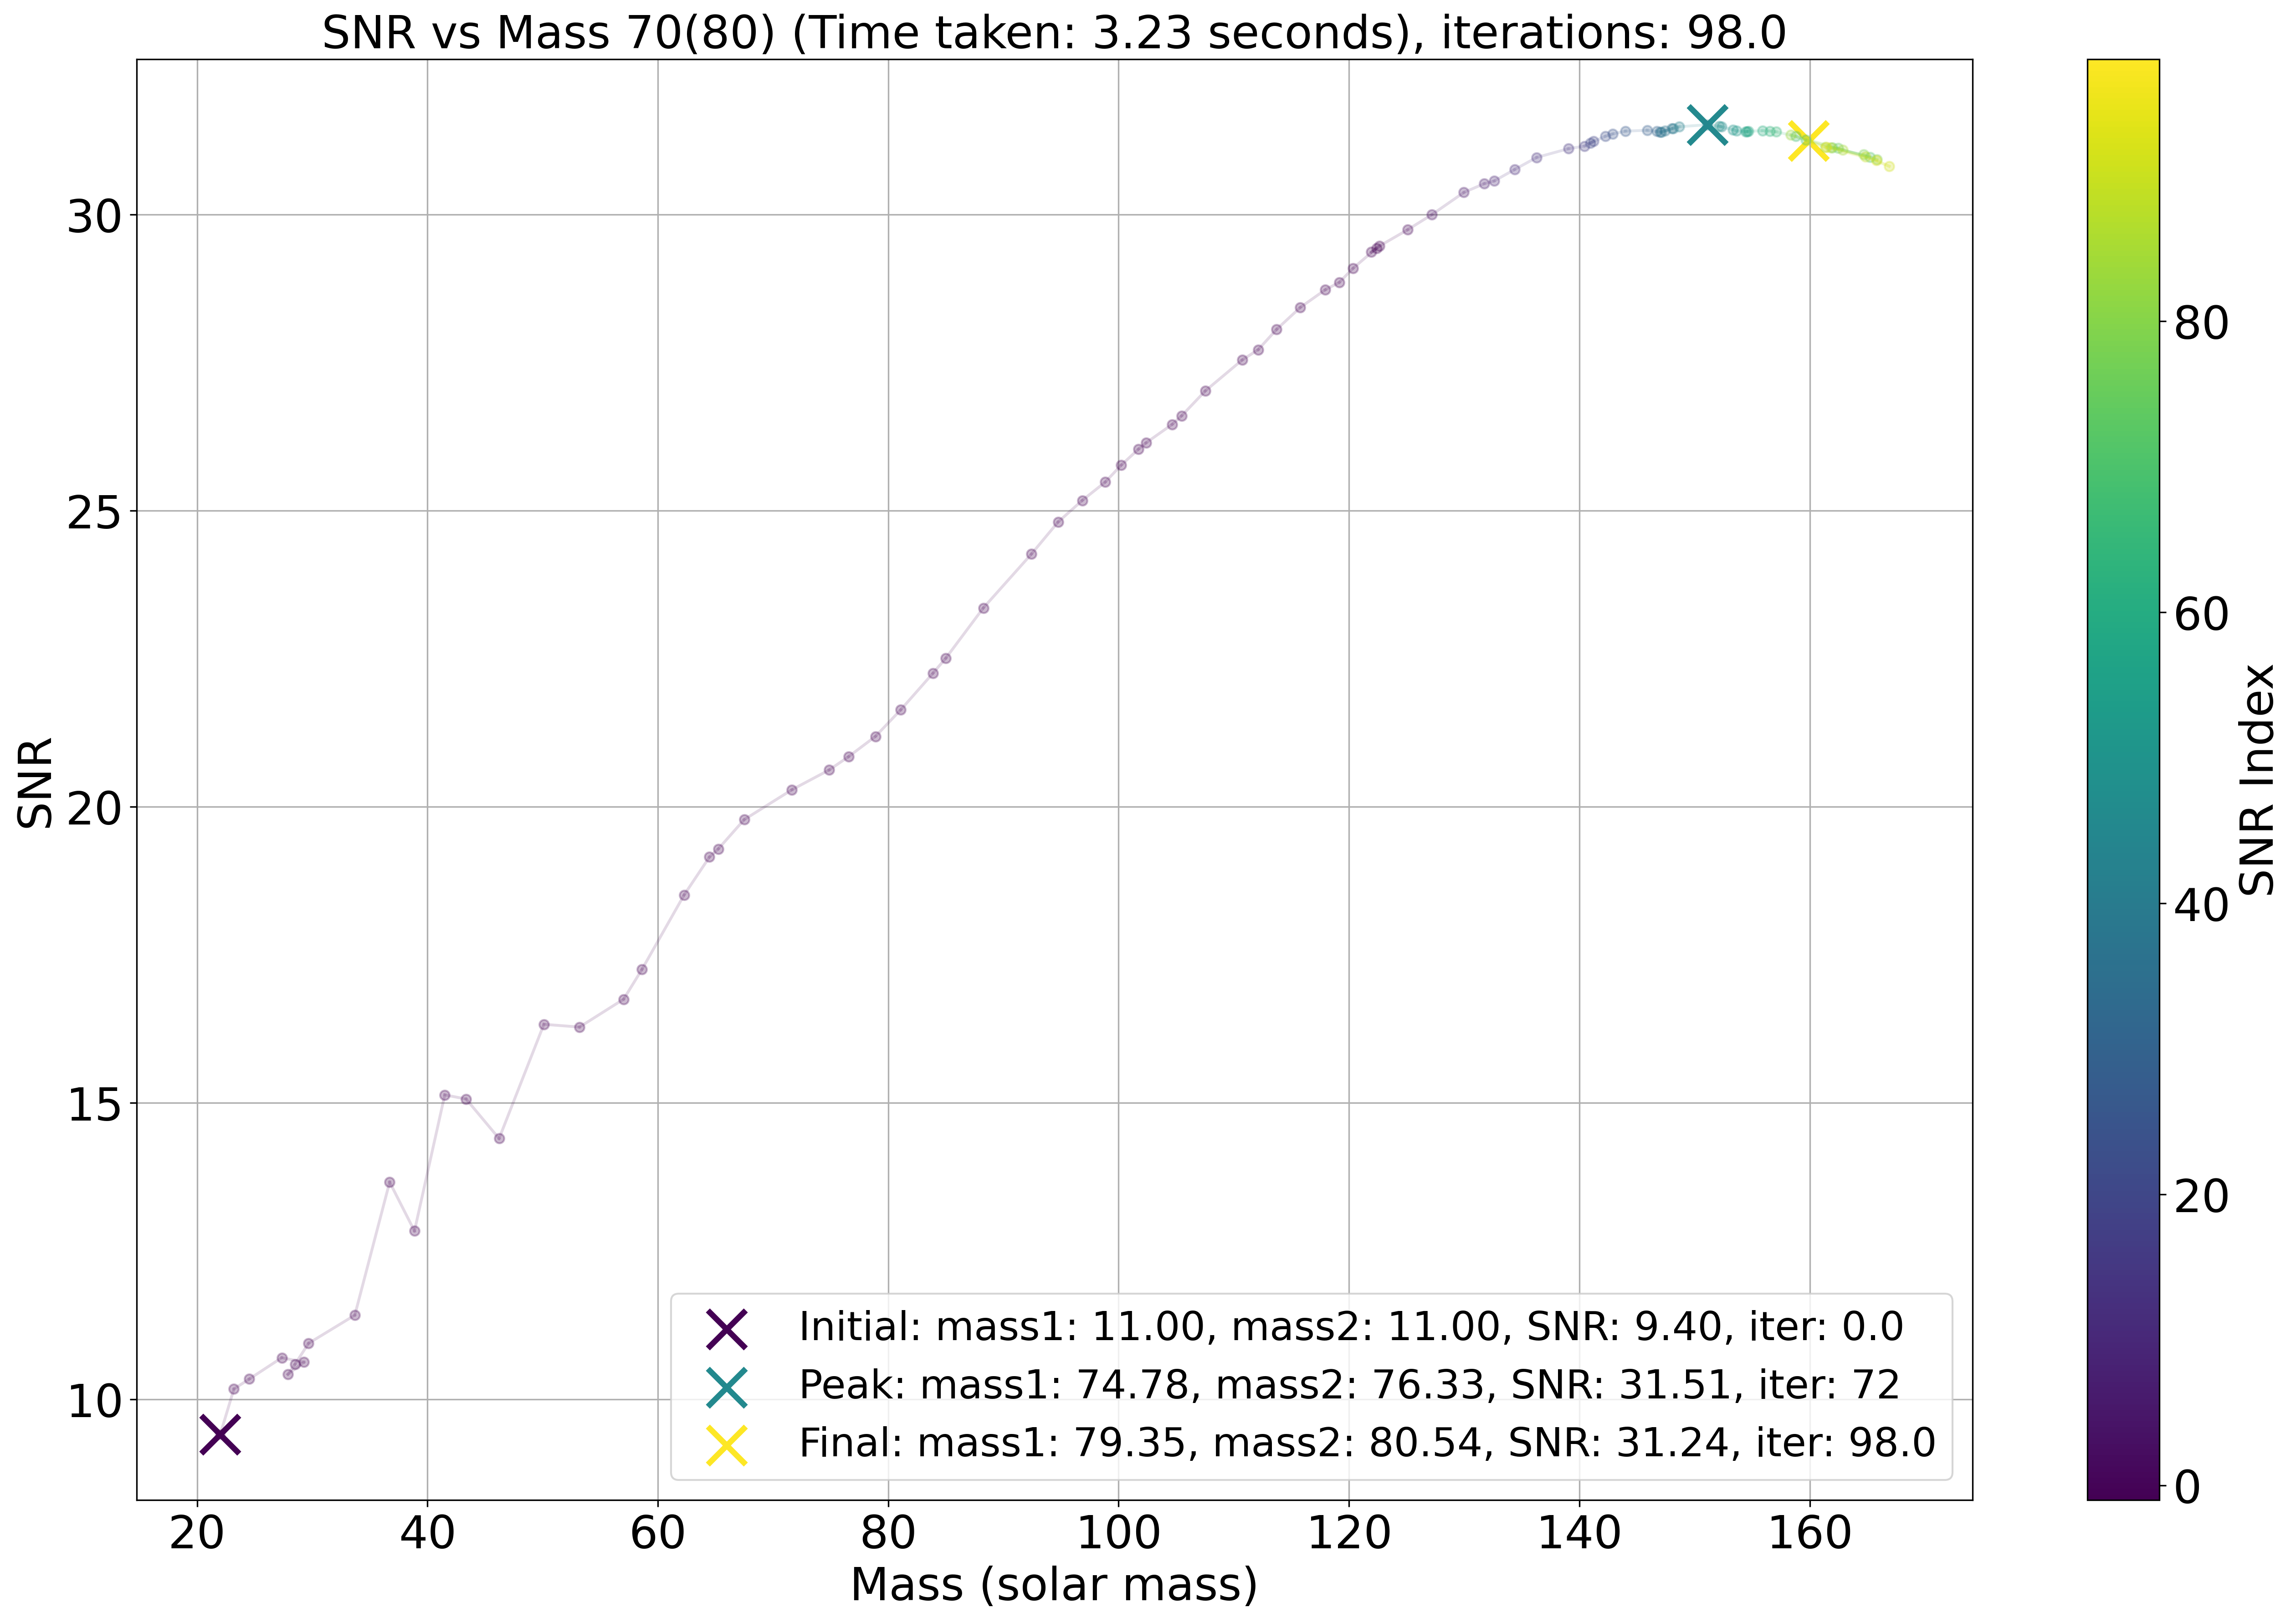 SNR vs Mass 70(80) (Time taken: 3.23 seconds), iterations: 98.0
SNR
30
25
20
15
10
20 40 60 80 100 120 140 160
Mass (solar mass)
Initial: mass1: 11.00, mass2: 11.00, SNR: 9.40, iter: 0.0
Peak: mass1: 74.78, mass2: 76.33, SNR: 31.51, iter: 72
Final: mass1: 79.35, mass2: 80.54, SNR: 31.24, iter: 98.0
80
60
40
20
0
SNR Index